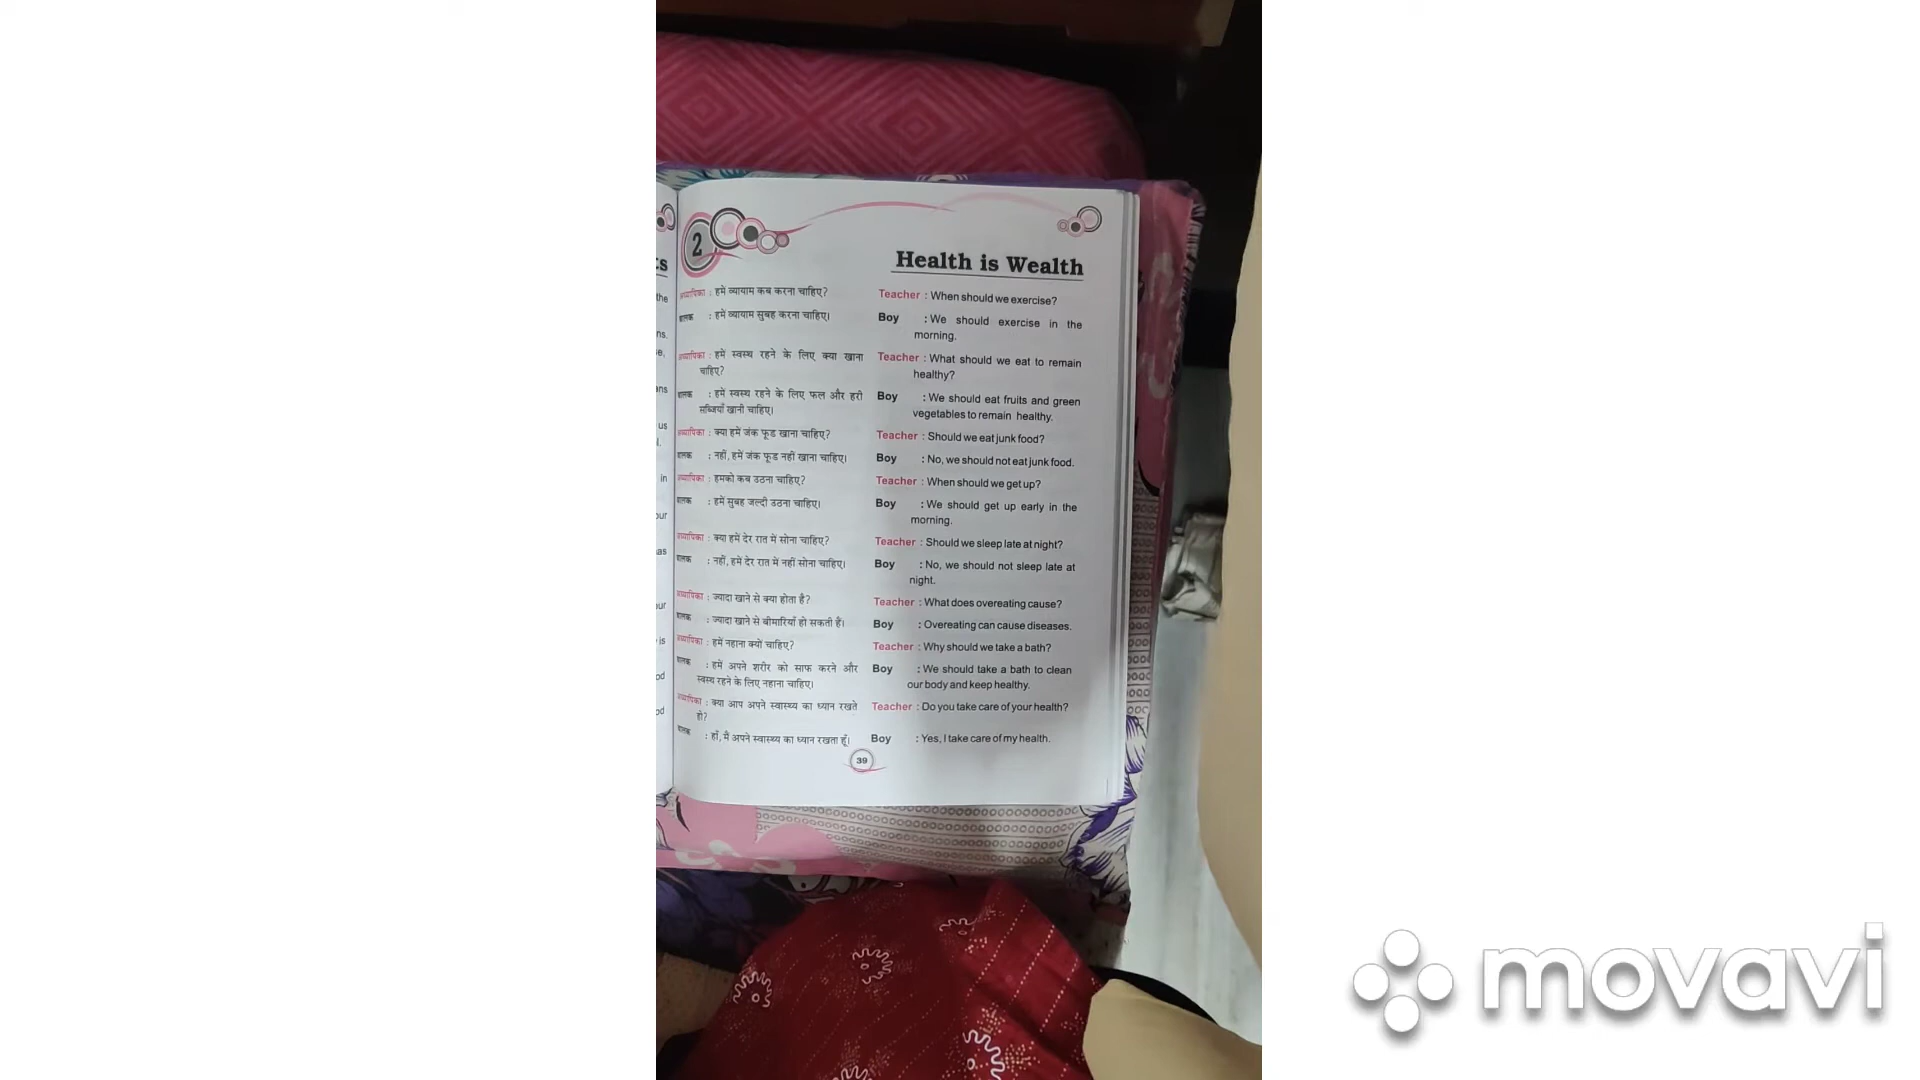 2
Health is Wealth
अध्यापिका : हमें व्यायाम कब करना चाहिए?
बालक : हमें व्यायाम सुबह करना चाहिए।
अध्यापिका : हमें स्वस्थ रहने के लिए क्या खाना
चाहिए?
बालक : हमें स्वस्थ रहने के लिए फल और हरी
सब्जियाँ खानी चाहिए।
अध्यापिका : क्या हमें जंक फूड खाना चाहिए?
बालक : नहीं, हमें जंक फूड नहीं खाना चाहिए।
अध्यापिका : हमको कब उठना चाहिए?
बालक : हमें सुबह जल्दी उठना चाहिए।
अध्यापिका : क्या हमें देर रात में सोना चाहिए?
बालक : नहीं, हमें देर रात में नहीं सोना चाहिए।
अध्यापिका : ज्यादा खाने से क्या होता है?
बालक : ज्यादा खाने से बीमारियाँ हो सकती हैं।
अध्यापिका : हमें नहाना क्यों चाहिए?
बालक : हमें अपने शरीर को साफ करने और
स्वस्थ रहने के लिए नहाना चाहिए।
अध्यापिका : क्या आप अपने स्वास्थ्य का ध्यान रखते
हो?
बालक : हाँ, मैं अपने स्वास्थ्य का ध्यान रखता हूँ।
Teacher : When should we exercise?
Boy : We should exercise in the
morning.
Teacher : What should we eat to remain
healthy?
Boy : We should eat fruits and green
vegetables to remain healthy.
Teacher : Should we eat junk food?
Boy : No, we should not eat junk food.
Teacher : When should we get up?
Boy : We should get up early in the
morning.
Teacher : Should we sleep late at night?
Boy : No, we should not sleep late at
night.
Teacher : What does overeating cause?
Boy : Overeating can cause diseases.
Teacher : Why should we take a bath?
Boy : We should take a bath to clean
our body and keep healthy.
Teacher : Do you take care of your health?
Boy : Yes, I take care of my health.
39
movavi